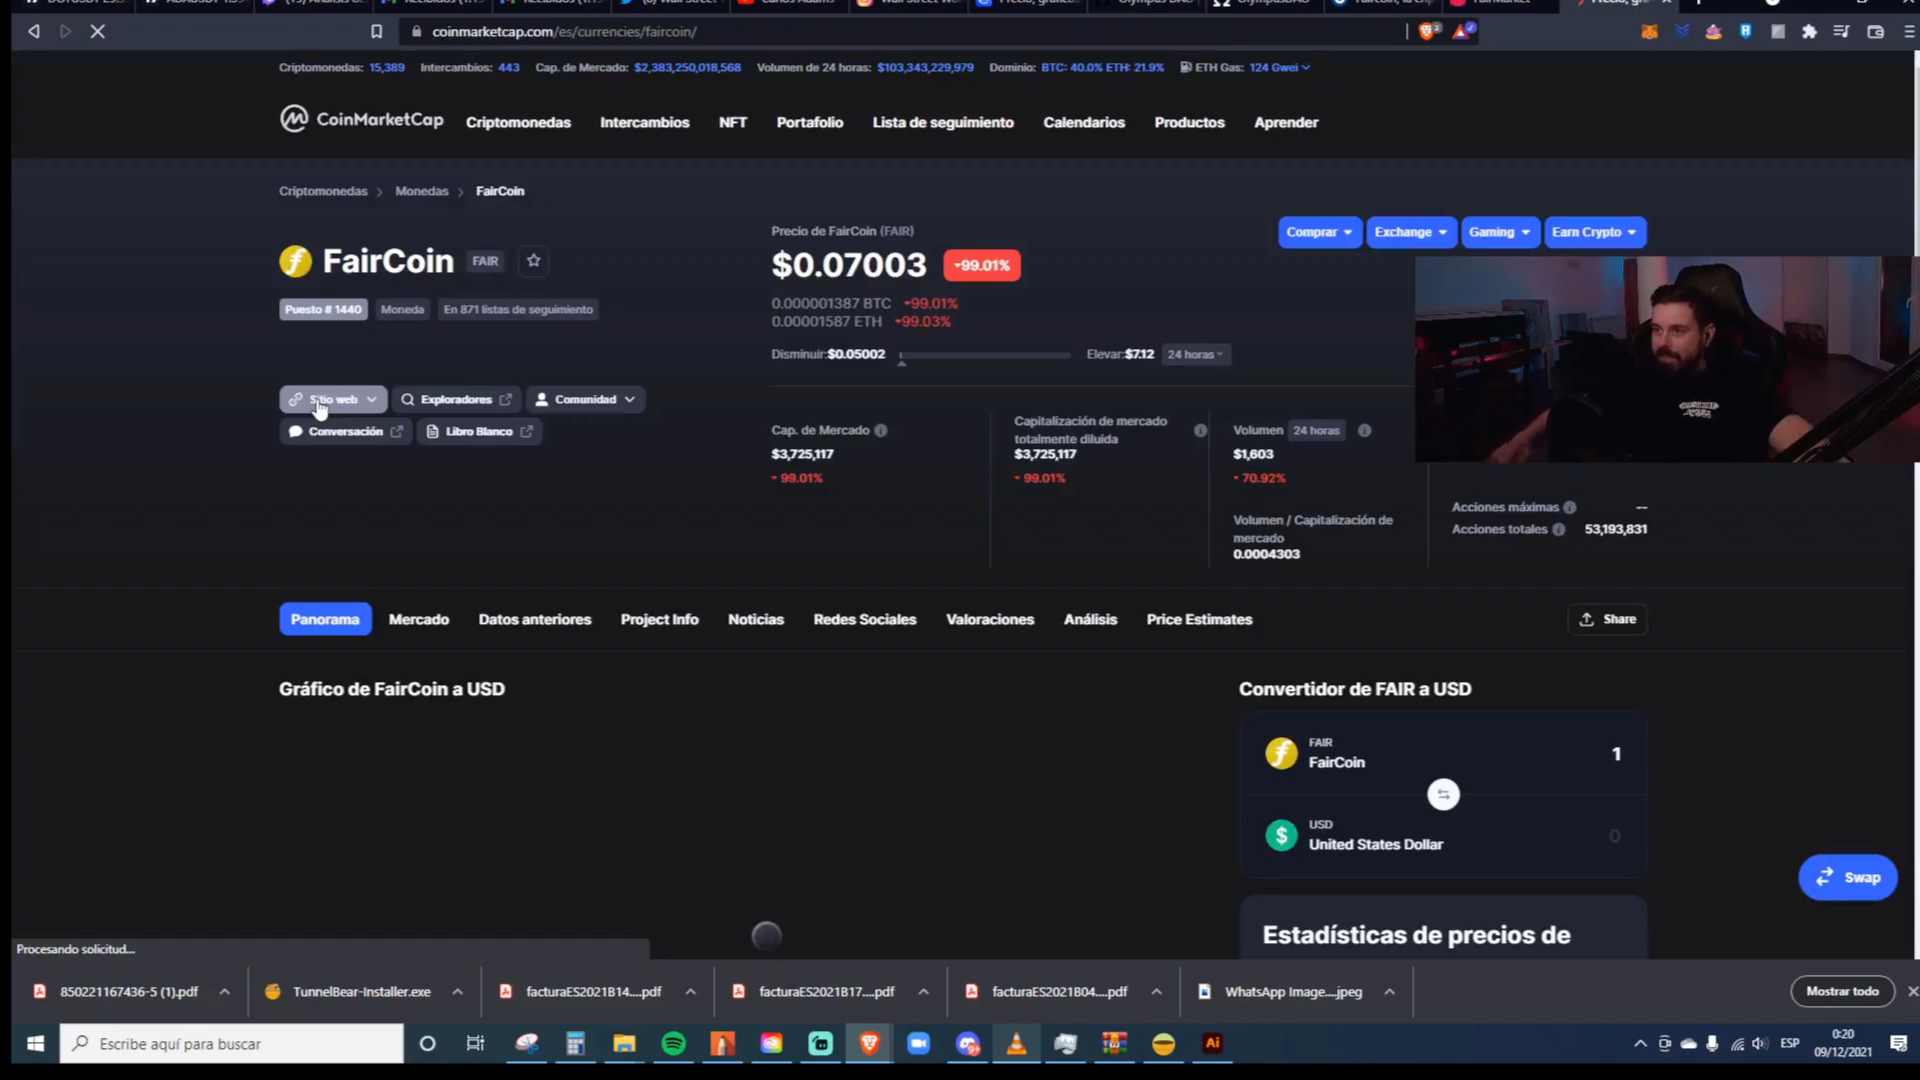 coinmarketcap.com/es/currencies/faircoin/
Criptomonedas: 15,389 Intercambios: 443 Cap. de Mercado: $2,383,250,018,568 Volumen de 24 horas: $103,343,229,979 Dominio: BTC: 40.0% ETH: 21.9% ETH Gas: 124 Gwei
CoinMarketCap Criptomonedas Intercambios NFT Portafolio Lista de seguimiento Calendarios Productos Aprender
Criptomonedas > Monedas > FairCoin
FairCoin FAIR
Puesto # 1440 Moneda En 871 listas de seguimiento
Sitio web Exploradores Comunidad
Conversación Libro Blanco
Precio de FairCoin (FAIR)
$0.07003 -99.01%
0.000001387 BTC -99.01%
0.00001587 ETH -99.03%
Disminuir:$0.05002 Elevar:$7.12 24 horas
Comprar Exchange Gaming Earn Crypto
Cap. de Mercado
$3,725,117
99.01%
Capitalización de mercado
totalmente diluida
$3,725,117
99.01%
Volumen 24 horas
$1,603
70.92%
Volumen / Capitalización de
mercado
0.0004303
Acciones máximas --
Acciones totales 53,193,831
Panorama Mercado Datos anteriores Project Info Noticias Redes Sociales Valoraciones Análisis Price Estimates Share
Gráfico de FairCoin a USD
Convertidor de FAIR a USD
FAIR
FairCoin 1
USD
United States Dollar 0
Swap
Estadísticas de precios de
Procesando solicitud...
850221167436-5 (1).pdf TunnelBear-Installer.exe facturaES2021B14....pdf facturaES2021B17....pdf facturaES2021B04....pdf WhatsApp Image....jpeg Mostrar todo
Escribe aquí para buscar
Ai
ESP
0:20
09/12/2021